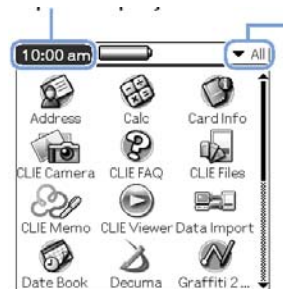 10:00 am All
Address Calc Card Info
CLIE Camera CLIE FAQ CLIE Files
CLIE Memo CLIE Viewer Data Import
Date Book Decuma Graffiti 2 ...